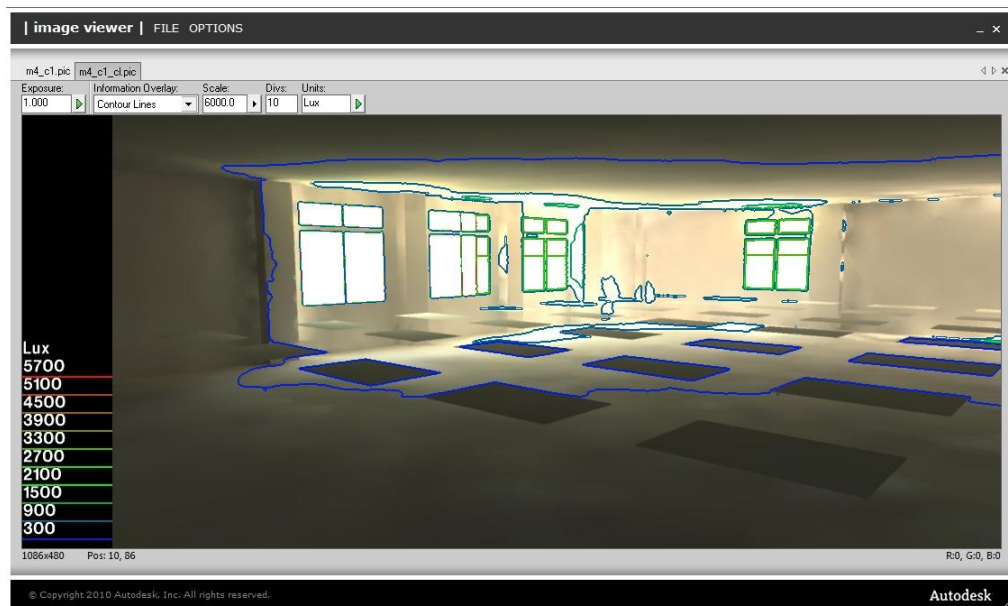 | image viewer | FILE OPTIONS
m4_c1.pic m4_c1_cl.pic
Exposure: Information Overlay: Scale: Divs: Units:
1.000 Contour Lines 6000.0 10 Lux
Lux
5700
5100
4500
3900
3300
2700
2100
1500
900
300
1086x480 Pos: 10, 86 R:0, G:0, B:0
© Copyright 2010 Autodesk, Inc. All rights reserved. Autodesk